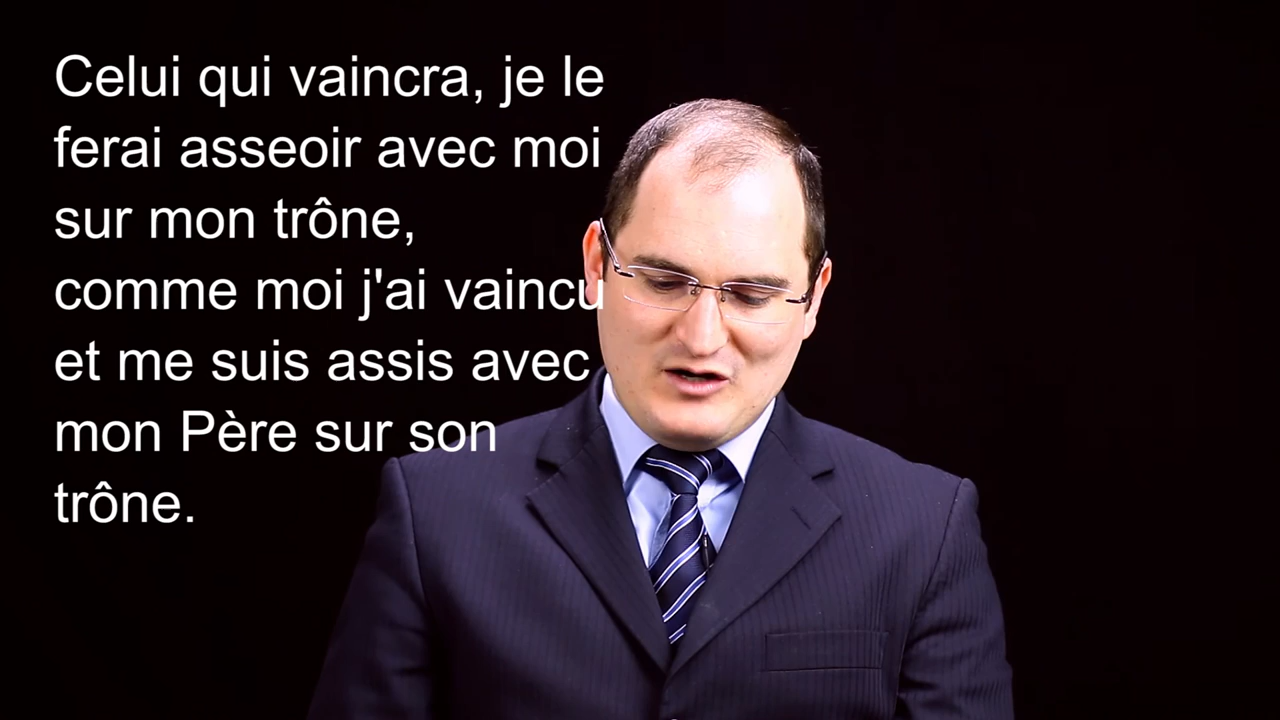 Celui qui vaincra, je le
ferai asseoir avec moi
sur mon trône,
comme moi j'ai vaincu
et me suis assis avec
mon Père sur son
trône.